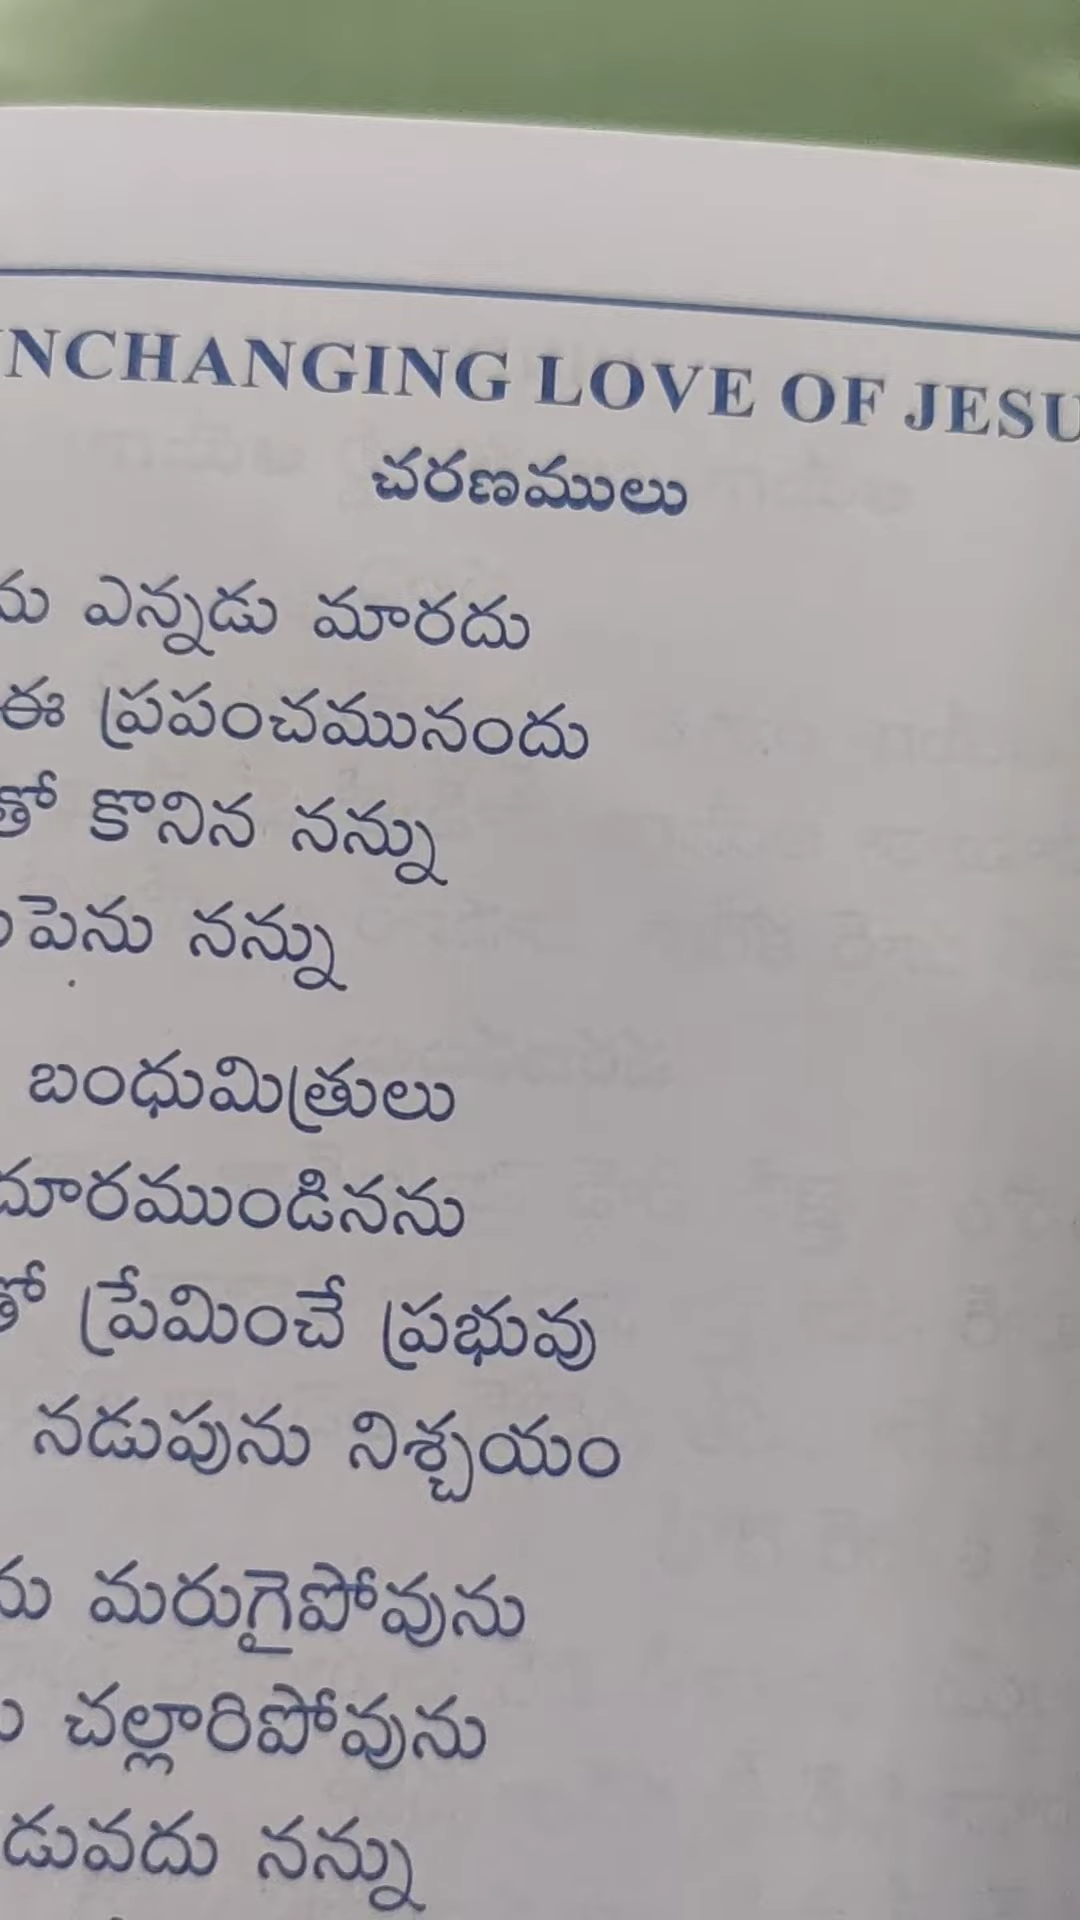 NCHANGING LOVE OF JESU
చరణములు
ఎన్నడు మారదు
ఈ ప్రపంచమునందు
తో కొనిన నన్ను
పెను నన్ను
బంధుమిత్రులు
దూరముండినను
తో ప్రేమించే ప్రభువు
నడుపును నిశ్చయం
మరుగైపోవును
చల్లారిపోవును
డువదు నన్ను